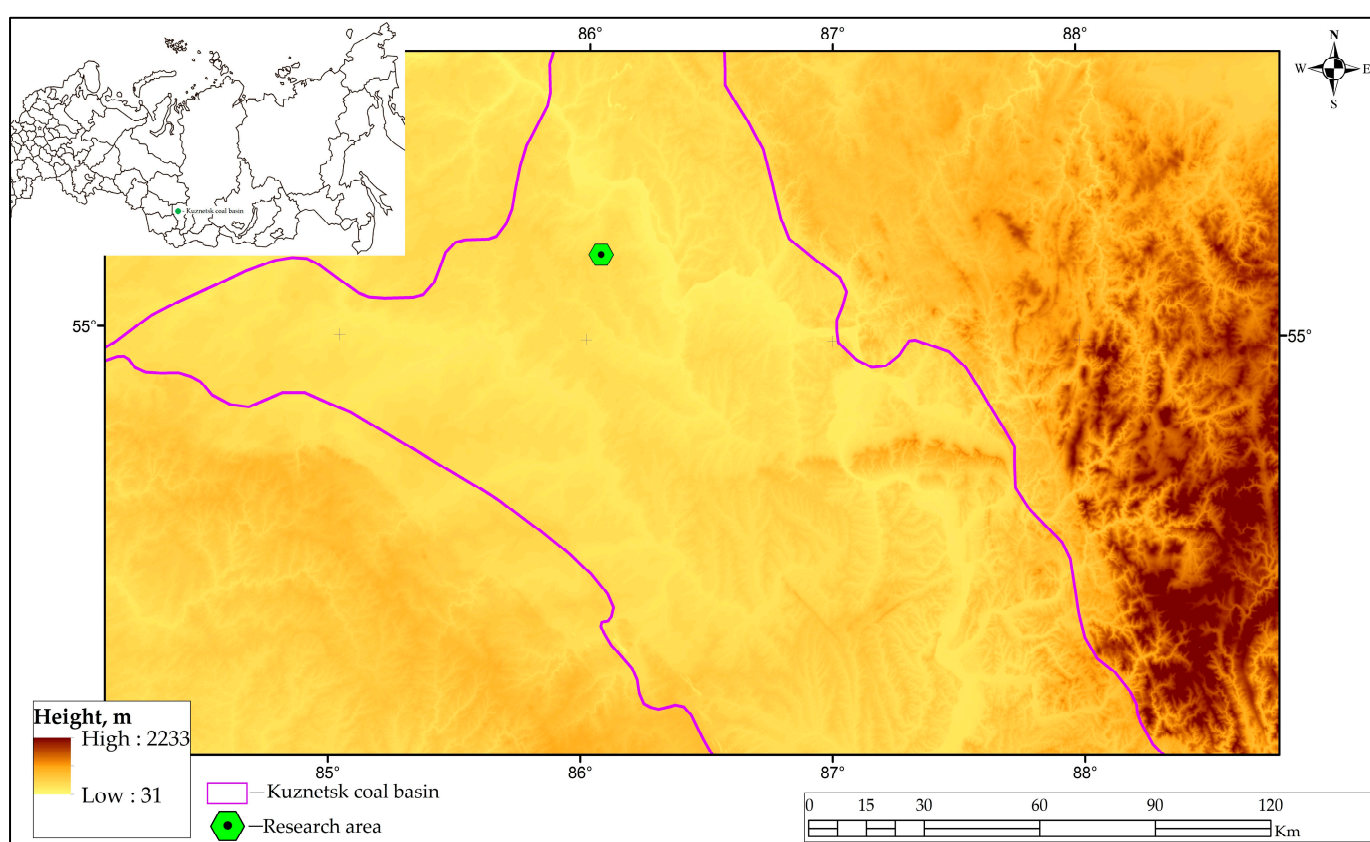 86° 87° 88°
N
W E
S
- Kuznetsk coal basin
55° 55°
Height, m
High : 2233
Low : 31
85° 86° 87° 88°
Kuznetsk coal basin
Research area
0 15 30 60 90 120
Km